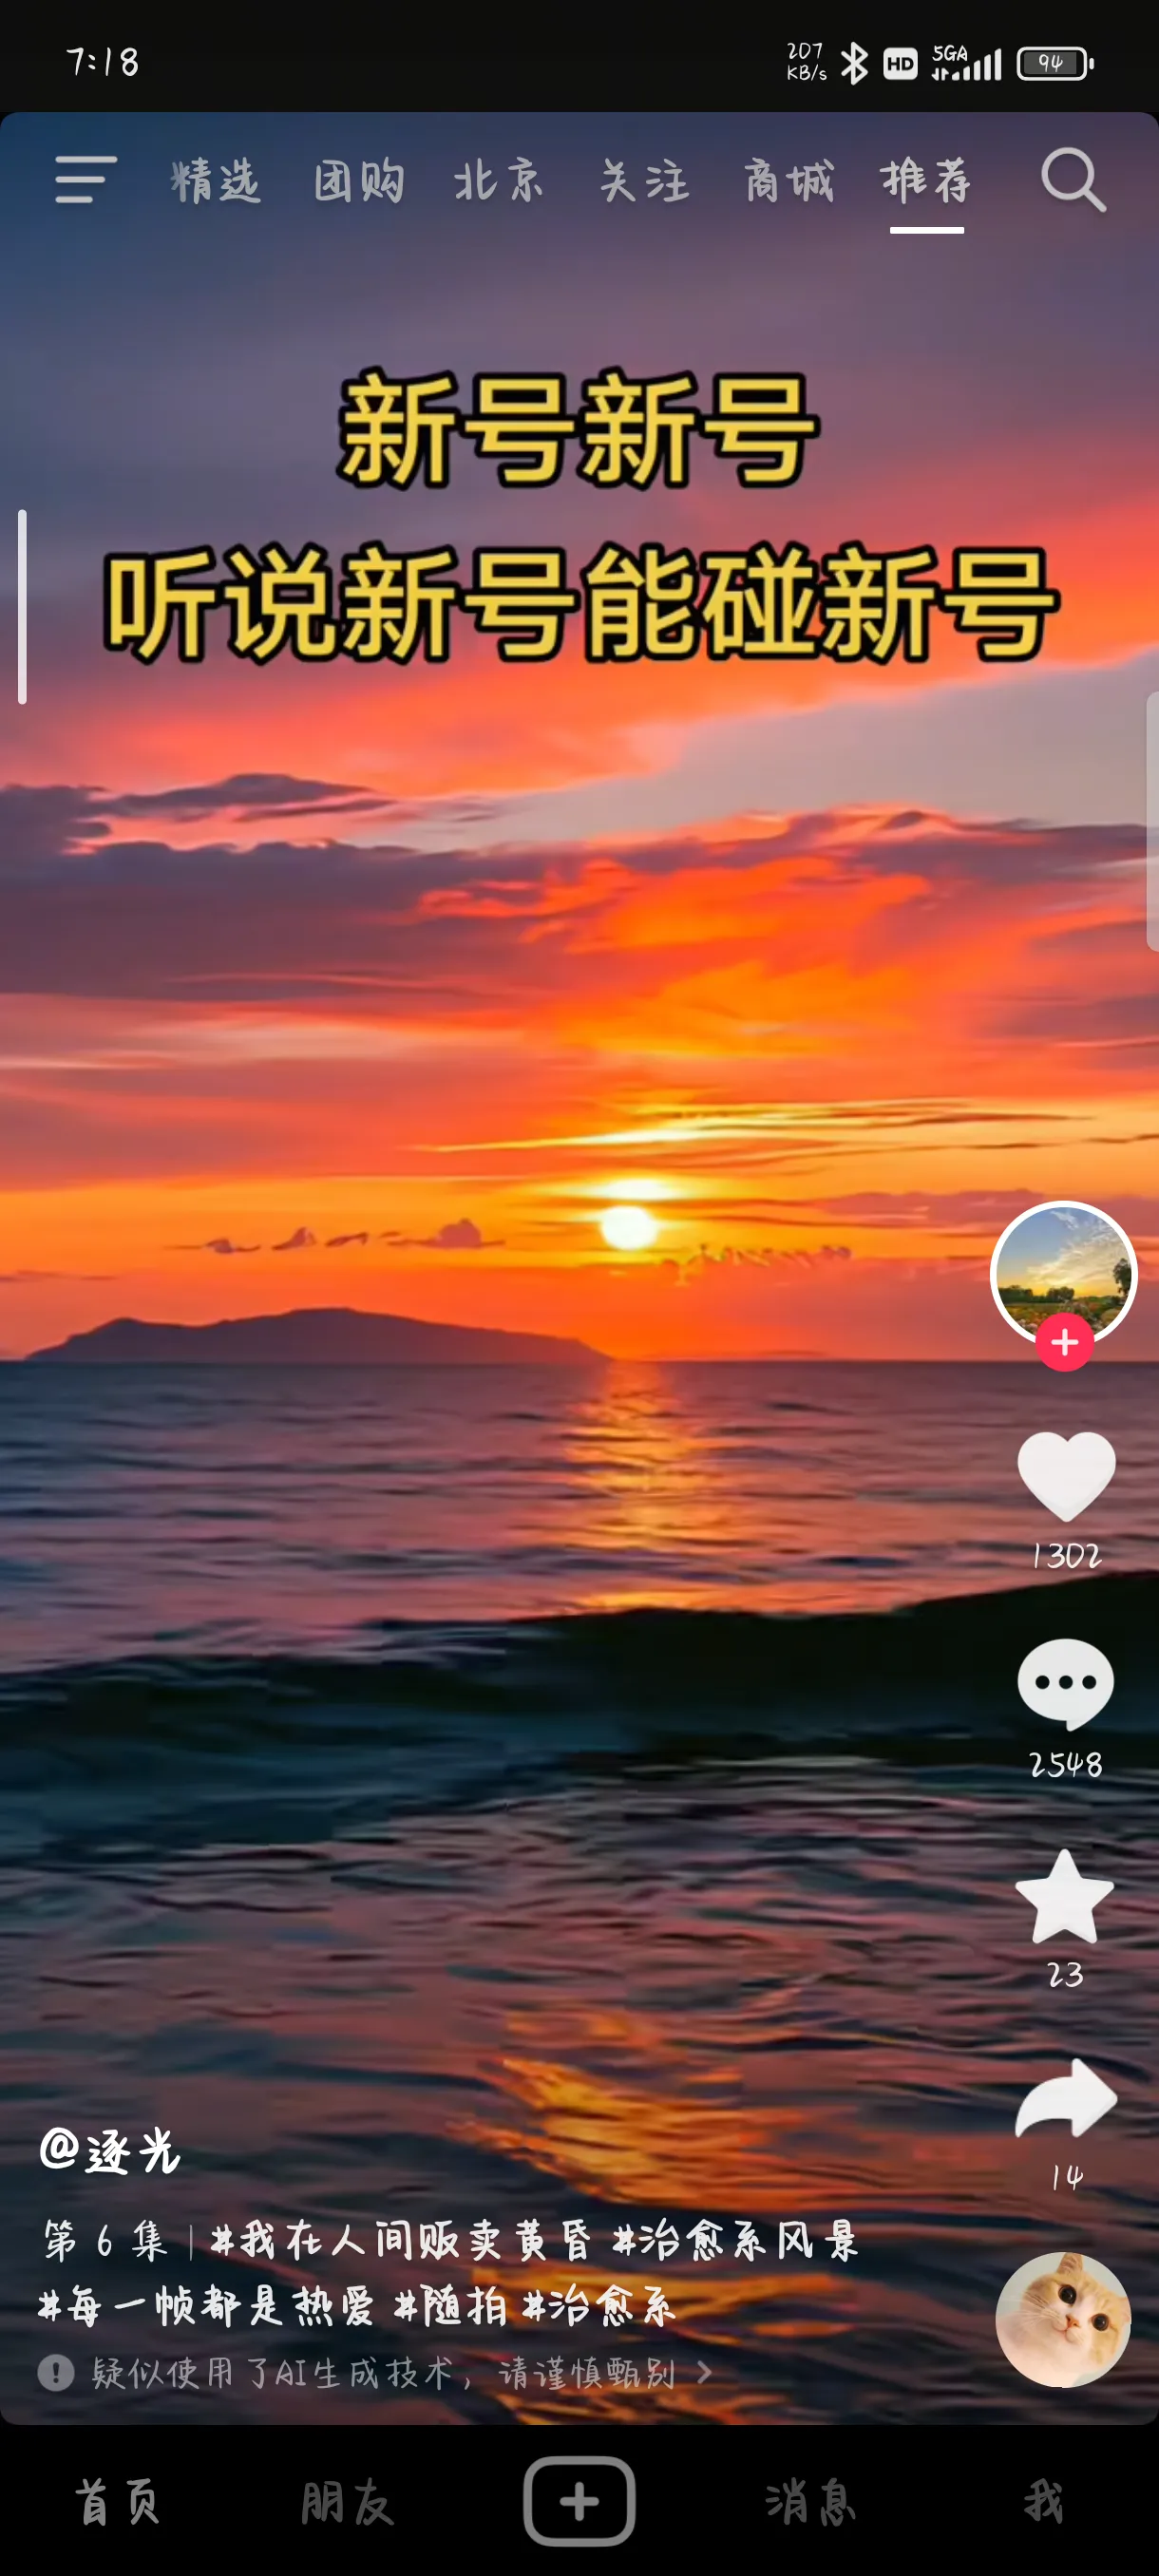 7:18
207
KB/s
HD
5GA
94
精选 团购 北京 关注 商城 推荐
新号新号
听说新号能碰新号
1302
2548
23
14
@逐光
第 6 集 | #我在人间贩卖黄昏 #治愈系风景
#每一帧都是热爱 #随拍 #治愈系
疑似使用了AI生成技术，请谨慎甄别
首页 朋友 消息 我